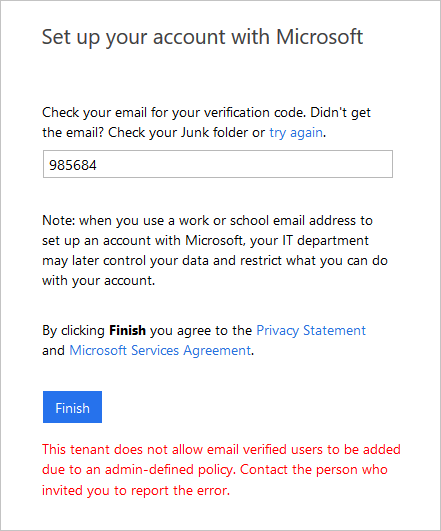 Set up your account with Microsoft
Check your email for your verification code. Didn't get
the email? Check your Junk folder or try again.
985684
Note: when you use a work or school email address to
set up an account with Microsoft, your IT department
may later control your data and restrict what you can do
with your account.
By clicking Finish you agree to the Privacy Statement
and Microsoft Services Agreement.
Finish
This tenant does not allow email verified users to be added
due to an admin-defined policy. Contact the person who
invited you to report the error.